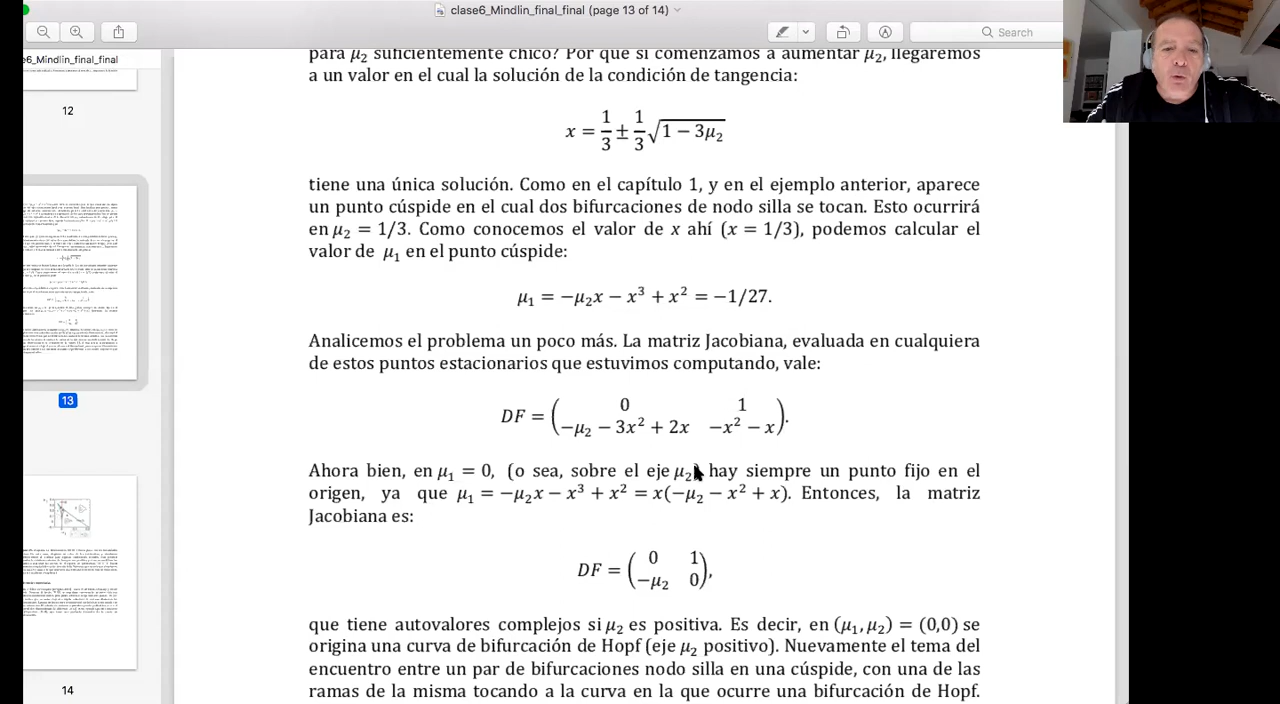 clase6_Mindlin_final_final (page 13 of 14)
Search
e6_Mindlin_final_final
12
13
14
para μ₂ suficientemente chico? Por que si comenzamos a aumentar μ₂, llegaremos
a un valor en el cual la solución de la condición de tangencia:
x = 1/3 ± 1/3 √(1 − 3μ₂)
tiene una única solución. Como en el capítulo 1, y en el ejemplo anterior, aparece
un punto cúspide en el cual dos bifurcaciones de nodo silla se tocan. Esto ocurrirá
en μ₂ = 1/3. Como conocemos el valor de x ahí (x = 1/3), podemos calcular el
valor de μ₁ en el punto cúspide:
μ₁ = −μ₂x − x³ + x² = −1/27.
Analicemos el problema un poco más. La matriz Jacobiana, evaluada en cualquiera
de estos puntos estacionarios que estuvimos computando, vale:
DF = ( 0 1
−μ₂ − 3x² + 2x −x² − x ).
Ahora bien, en μ₁ = 0, (o sea, sobre el eje μ₂) hay siempre un punto fijo en el
origen, ya que μ₁ = −μ₂x − x³ + x² = x(−μ₂ − x² + x). Entonces, la matriz
Jacobiana es:
DF = ( 0 1
−μ₂ 0 ),
que tiene autovalores complejos si μ₂ es positiva. Es decir, en (μ₁, μ₂) = (0,0) se
origina una curva de bifurcación de Hopf (eje μ₂ positivo). Nuevamente el tema del
encuentro entre un par de bifurcaciones nodo silla en una cúspide, con una de las
ramas de la misma tocando a la curva en la que ocurre una bifurcación de Hopf.